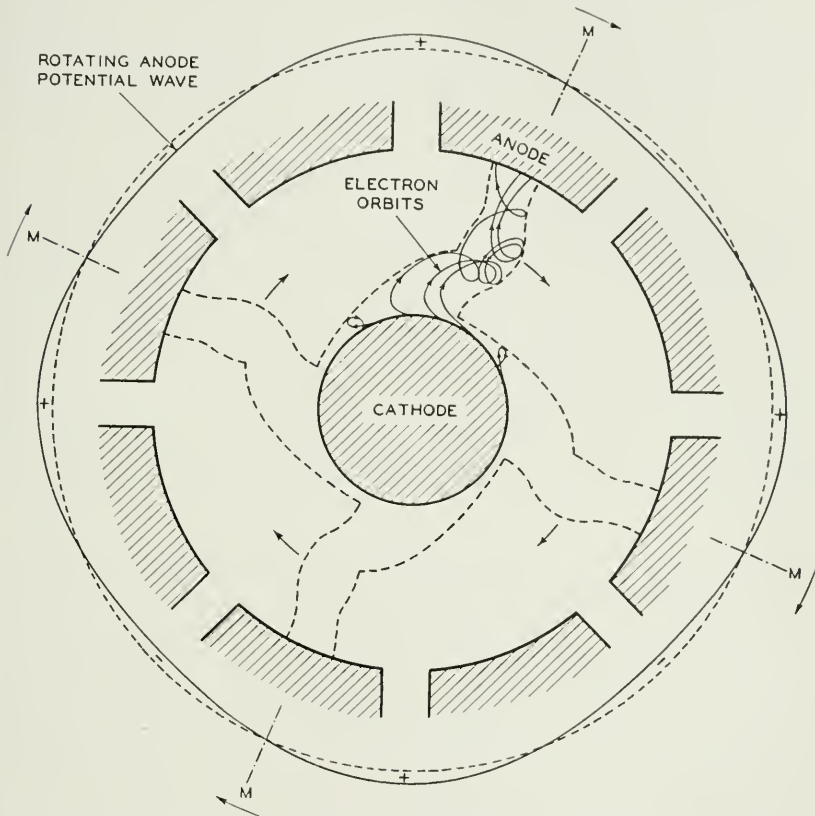 M
+
ROTATING ANODE
POTENTIAL WAVE
ANODE
ELECTRON
ORBITS
M
+
CATHODE
+
M
M
+